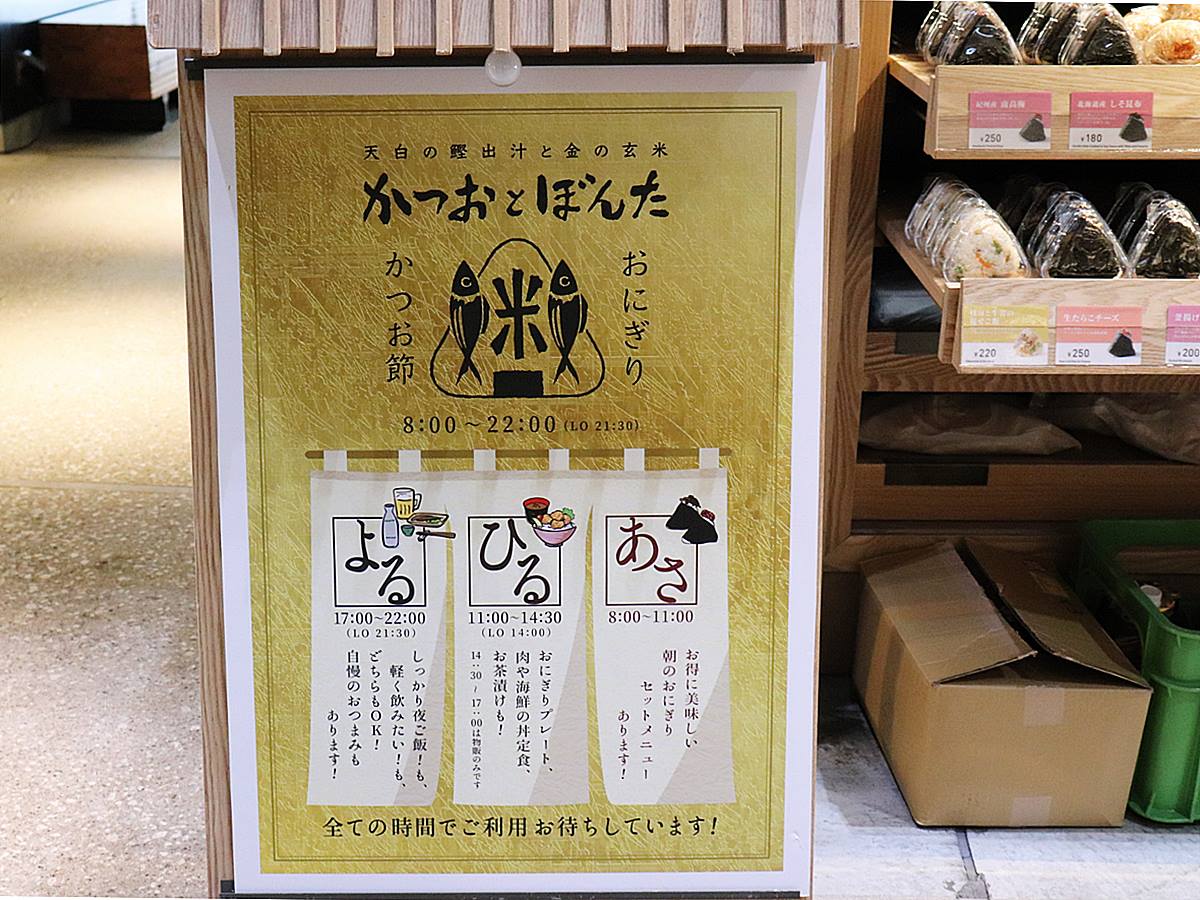 天白の鰹出汁と金の玄米
かつおとぼんた
おにぎり
米
かつお節
8:00～22:00 (LO 21:30)
あさ
8:00~11:00
お得に美味しい
朝のおにぎり
セットメニュー
あります!
ひる
11:00~14:30
(LO 14:00)
おにぎりプレート、
肉や海鮮の丼定食、
お茶漬けも!
14:30~17:00は物販のみです
よる
17:00~22:00
(LO 21:30)
しっかり夜ご飯!も、
軽く飲みたい!も、
どちらもOK!
自慢のおつまみも
あります!
全ての時間でご利用お待ちしています!
紀州産 南高梅
¥250
北海道産 しそ昆布
¥180
¥220
生たらこチーズ
¥250
釜揚げ
¥200